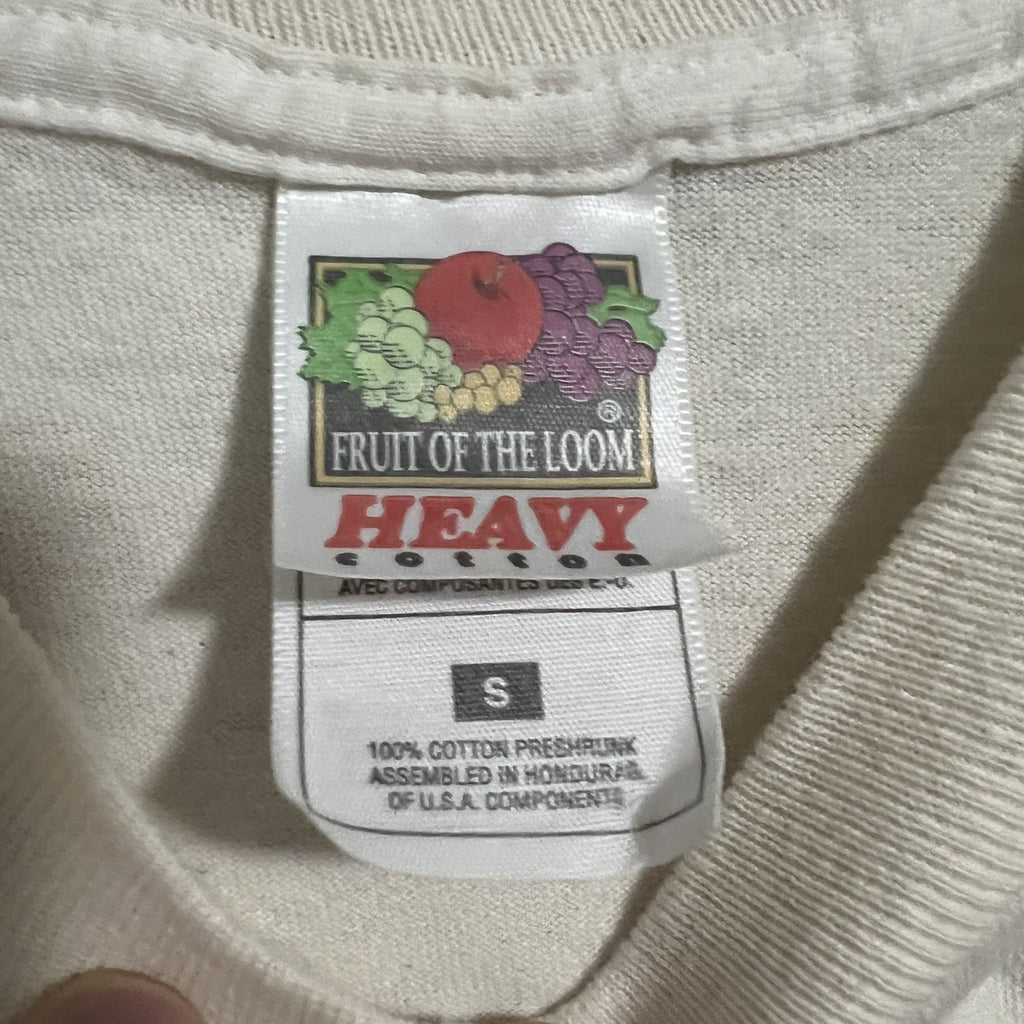 ®
FRUIT OF THE LOOM
HEAVY
cotton
AVEC COMPOSANTES DES É.-U.
S
100% COTTON PRESHRUNK
ASSEMBLED IN HONDURAS
OF U.S.A. COMPONENTS